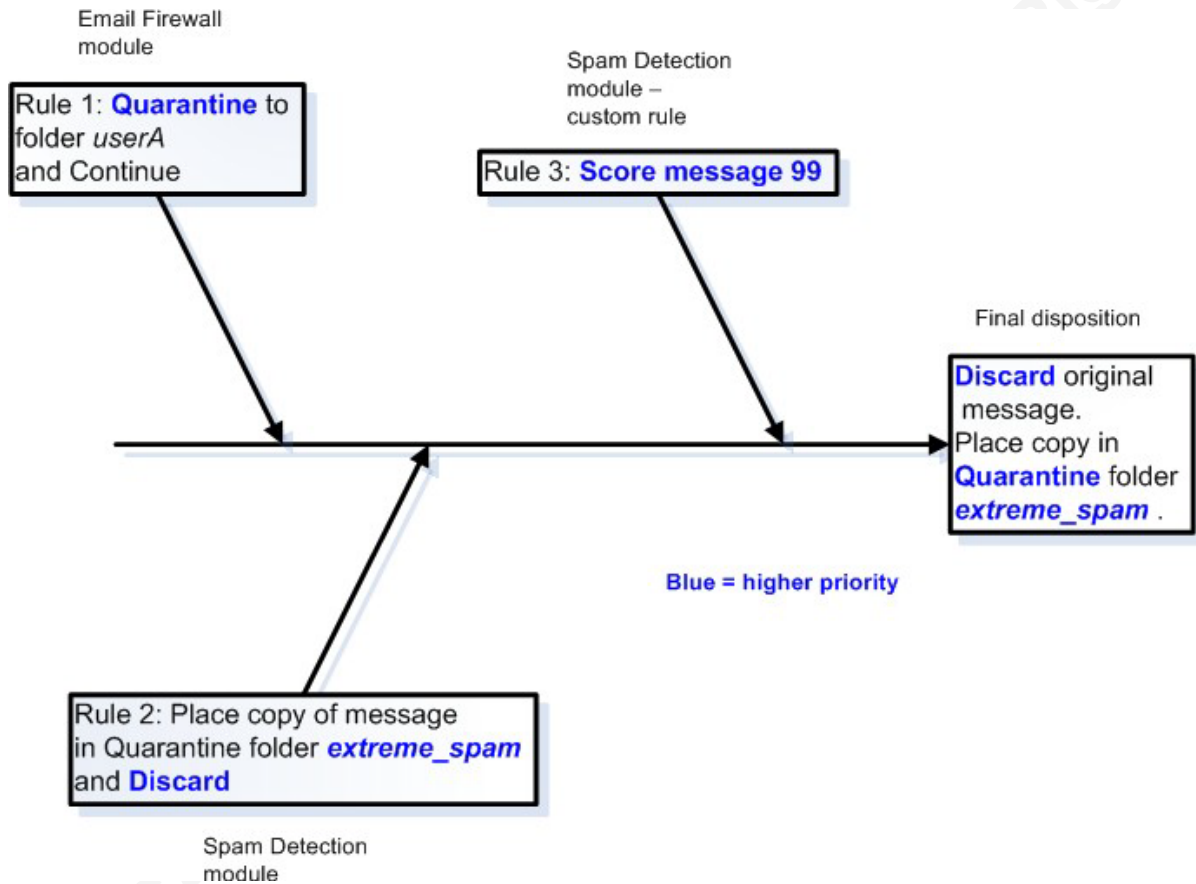 Email Firewall
module
Rule 1: Quarantine to
folder userA
and Continue
Spam Detection
module –
custom rule
Rule 3: Score message 99
Final disposition
Discard original
message.
Place copy in
Quarantine folder
extreme_spam .
Blue = higher priority
Rule 2: Place copy of message
in Quarantine folder extreme_spam
and Discard
Spam Detection
module